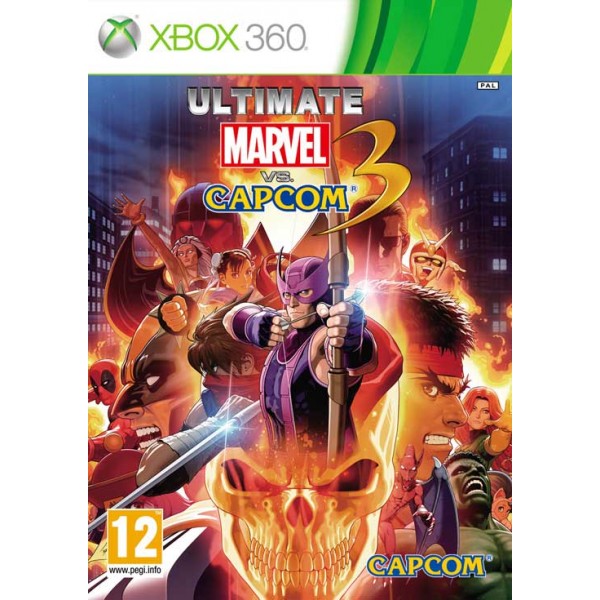 XBOX 360.
PAL
ULTIMATE
MARVEL
VS.
CAPCOM® 3
12
www.pegi.info
CAPCOM®